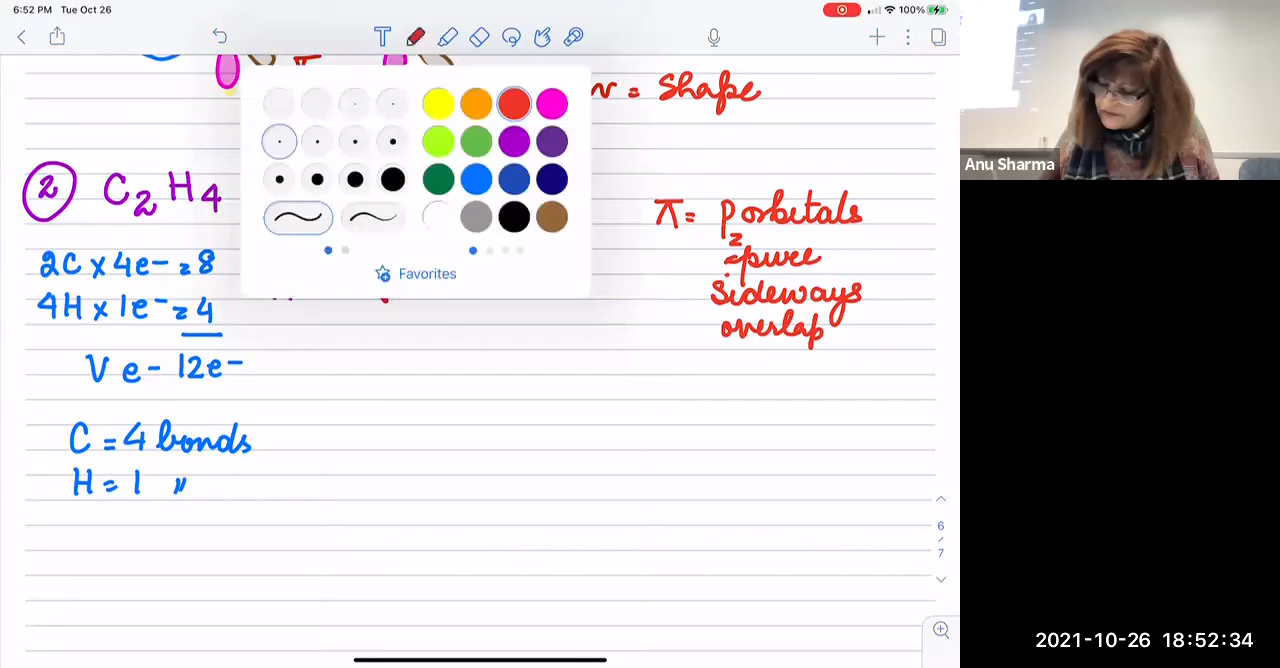 6:52 PM Tue Oct 26
100%
= shape
② C2H4
2C x 4e- = 8
4H x 1e- = 4
V e - 12e-
C = 4 bonds
H = 1 "
π = p orbitals
= pure
sideways
overlap
Favorites
6
7
Anu Sharma
2021-10-26 18:52:34